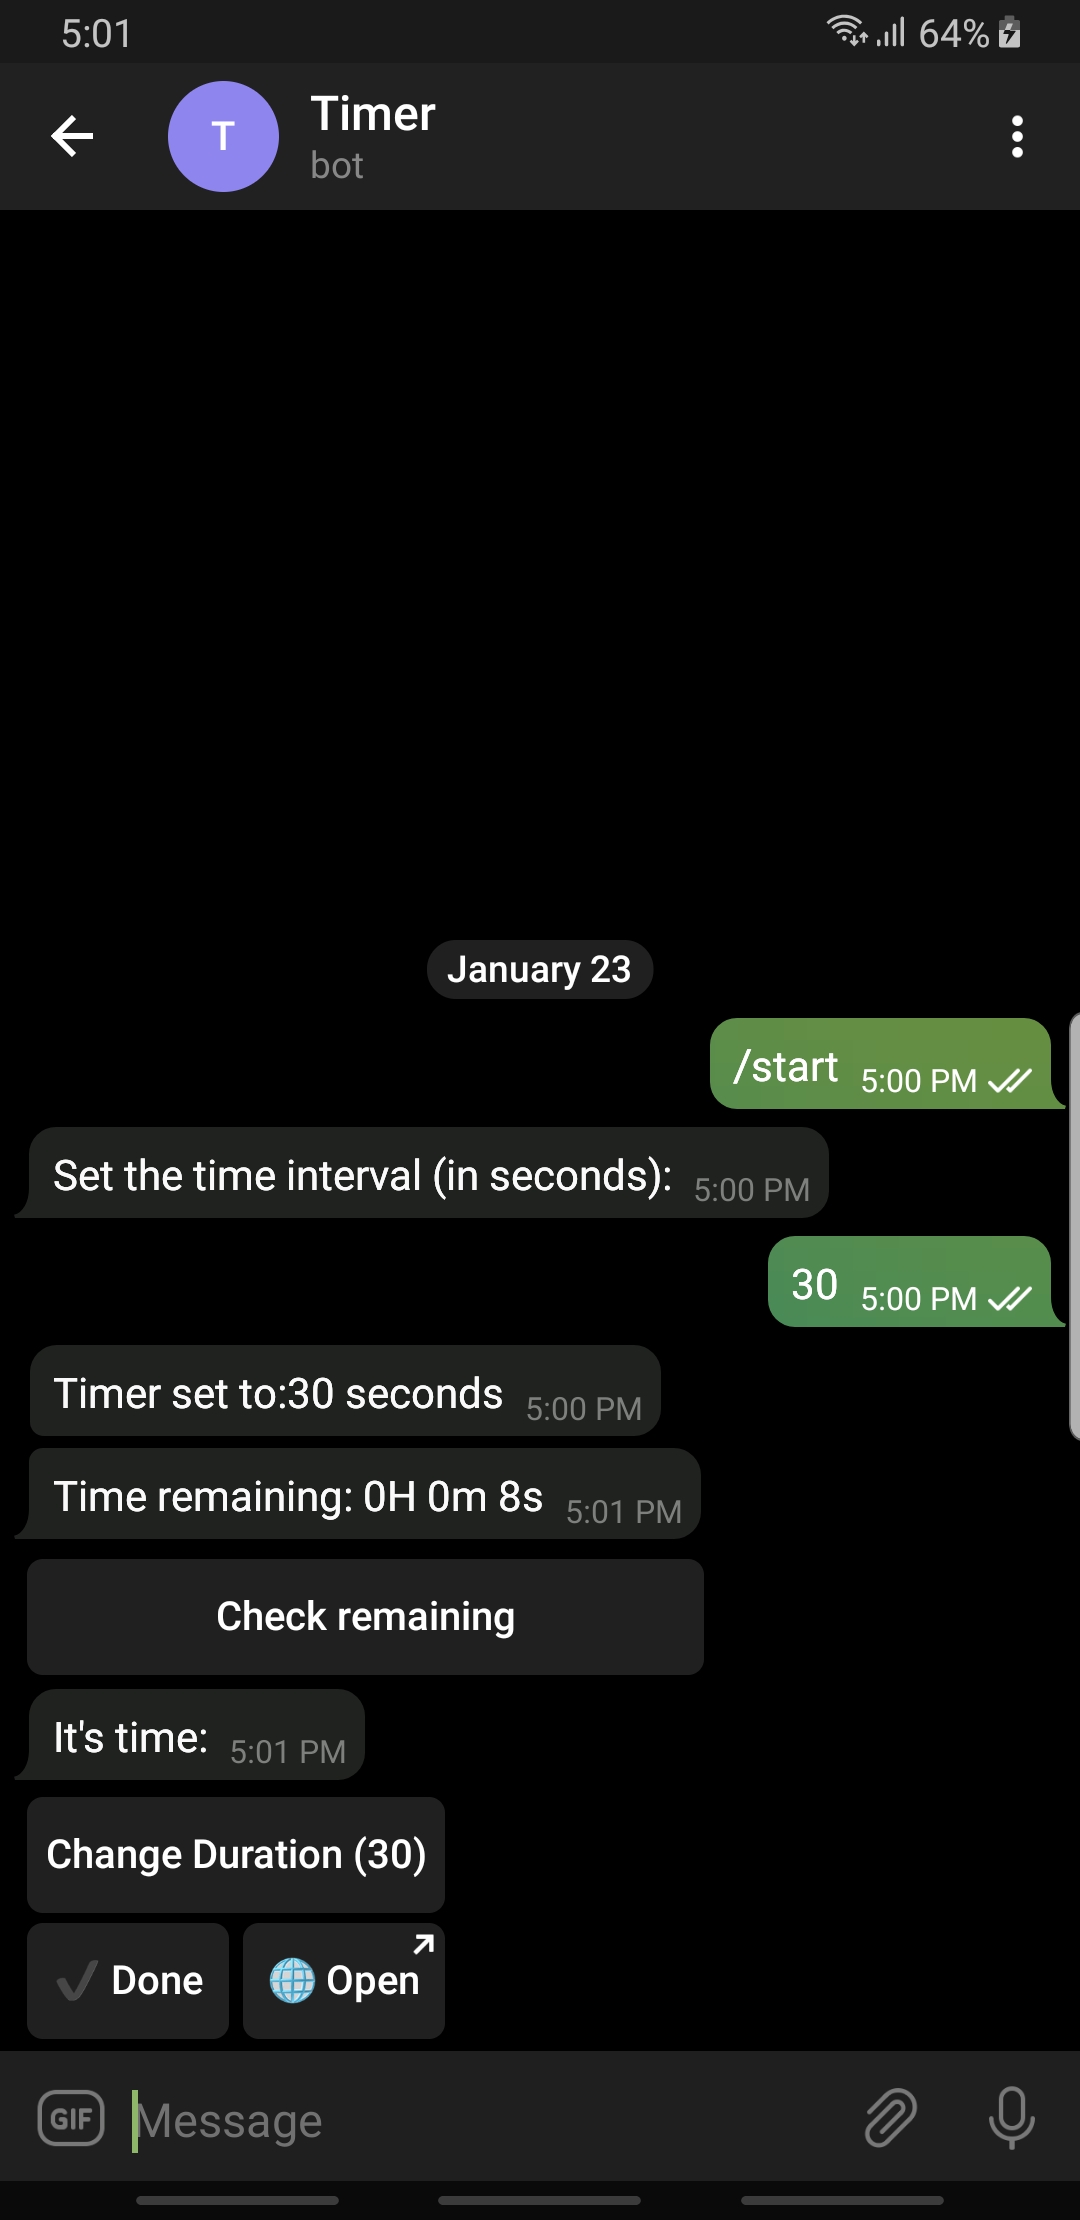 5:01
64%
T
Timer
bot
January 23
/start 5:00 PM
Set the time interval (in seconds): 5:00 PM
30 5:00 PM
Timer set to:30 seconds 5:00 PM
Time remaining: 0H 0m 8s 5:01 PM
Check remaining
It's time: 5:01 PM
Change Duration (30)
Done
Open
GIF
Message